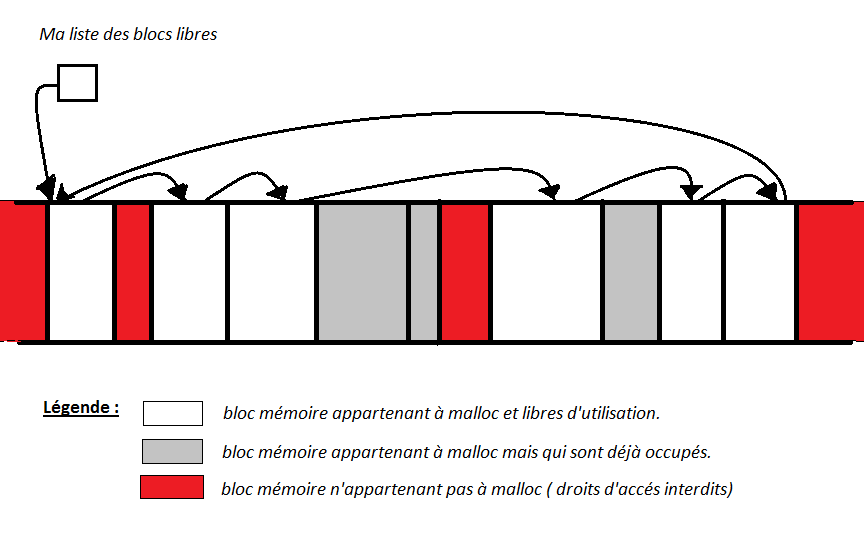 Ma liste des blocs libres
Légende :
bloc mémoire appartenant à malloc et libres d'utilisation.
bloc mémoire appartenant à malloc mais qui sont déjà occupés.
bloc mémoire n'appartenant pas à malloc ( droits d'accés interdits)